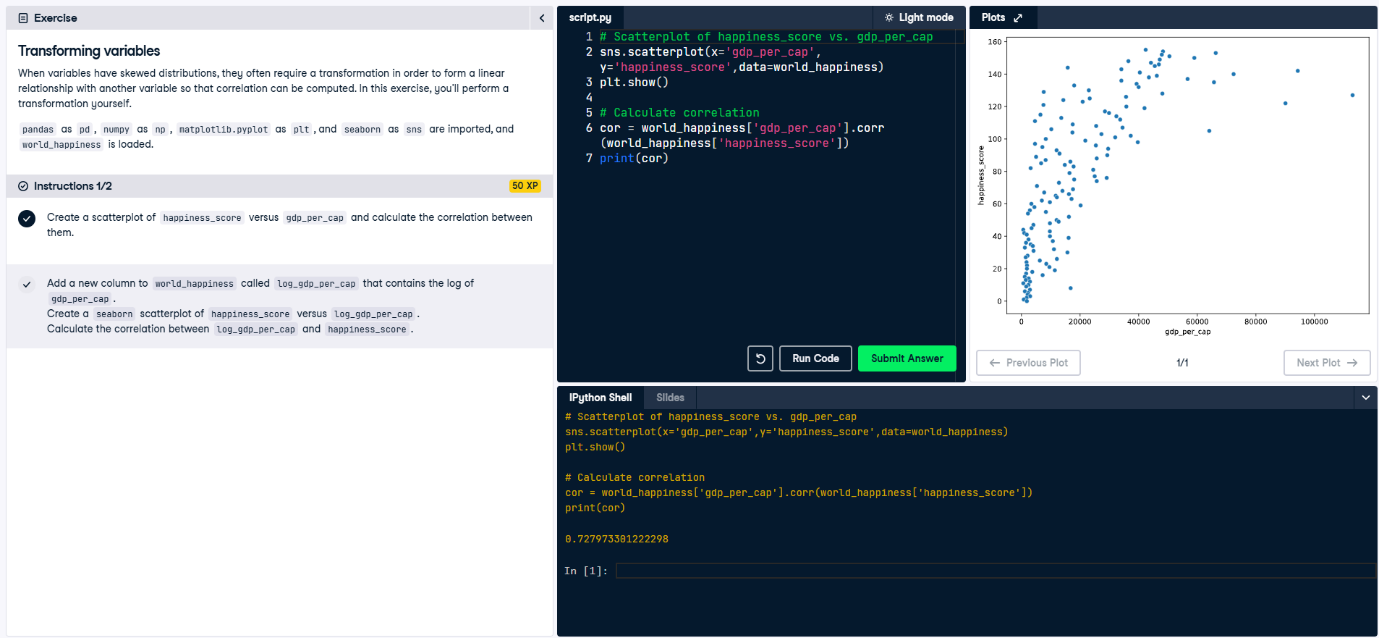 Exercise
Transforming variables
When variables have skewed distributions, they often require a transformation in order to form a linear
relationship with another variable so that correlation can be computed. In this exercise, you'll perform a
transformation yourself.
pandas as pd, numpy as np, matplotlib.pyplot as plt, and seaborn as sns are imported, and
world_happiness is loaded.
Instructions 1/2
50 XP
Create a scatterplot of happiness_score versus gdp_per_cap and calculate the correlation between
them.
Add a new column to world_happiness called log_gdp_per_cap that contains the log of
gdp_per_cap.
Create a seaborn scatterplot of happiness_score versus log_gdp_per_cap.
Calculate the correlation between log_gdp_per_cap and happiness_score.
script.py
Light mode
1 # Scatterplot of happiness_score vs. gdp_per_cap
2 sns.scatterplot(x='gdp_per_cap',
y='happiness_score',data=world_happiness)
3 plt.show()
4
5 # Calculate correlation
6 cor = world_happiness['gdp_per_cap'].corr
(world_happiness['happiness_score'])
7 print(cor)
Run Code
Submit Answer
Plots
160
140
120
100
80
60
40
20
0
happiness_score
0 20000 40000 60000 80000 100000
gdp_per_cap
← Previous Plot
1/1
Next Plot →
IPython Shell
Slides
# Scatterplot of happiness_score vs. gdp_per_cap
sns.scatterplot(x='gdp_per_cap',y='happiness_score',data=world_happiness)
plt.show()
# Calculate correlation
cor = world_happiness['gdp_per_cap'].corr(world_happiness['happiness_score'])
print(cor)
0.727973301222298
In [1]: